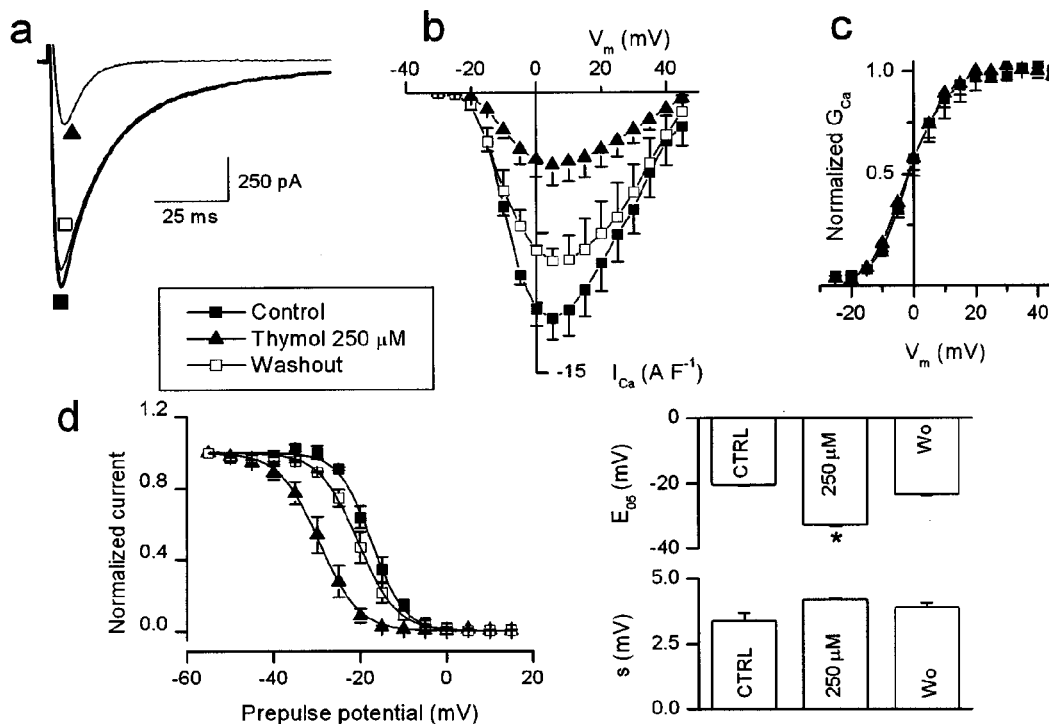 a
250 pA
25 ms
b
V_m (mV)
-40 -20 0 20 40
-15
I_Ca (A F⁻¹)
c
Normalized G_Ca
1.0
0.5
-20 0 20 40
V_m (mV)
Control
Thymol 250 μM
Washout
d
Normalized current
1.2
0.8
0.4
0.0
-60 -40 -20 0 20
Prepulse potential (mV)
E_05 (mV)
0
-20
-40
CTRL
250 μM
Wo
*
s (mV)
5.0
2.5
0.0
CTRL
250 μM
Wo